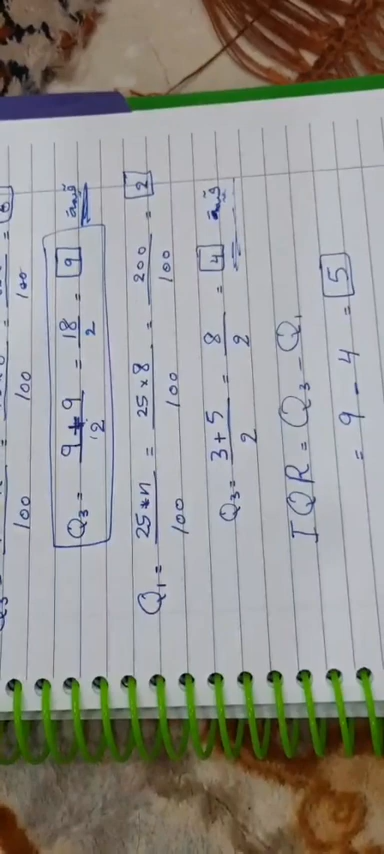 100 100 100
Q3 = 9+9 / 2 = 18 / 2 = 9
Q1 = 25*n / 100 = 25*8 / 100 = 200 / 100 = 2
Q3= 3+5 / 2 = 8 / 2 = 4
IQR = Q3 - Q1
= 9 - 4 = 5